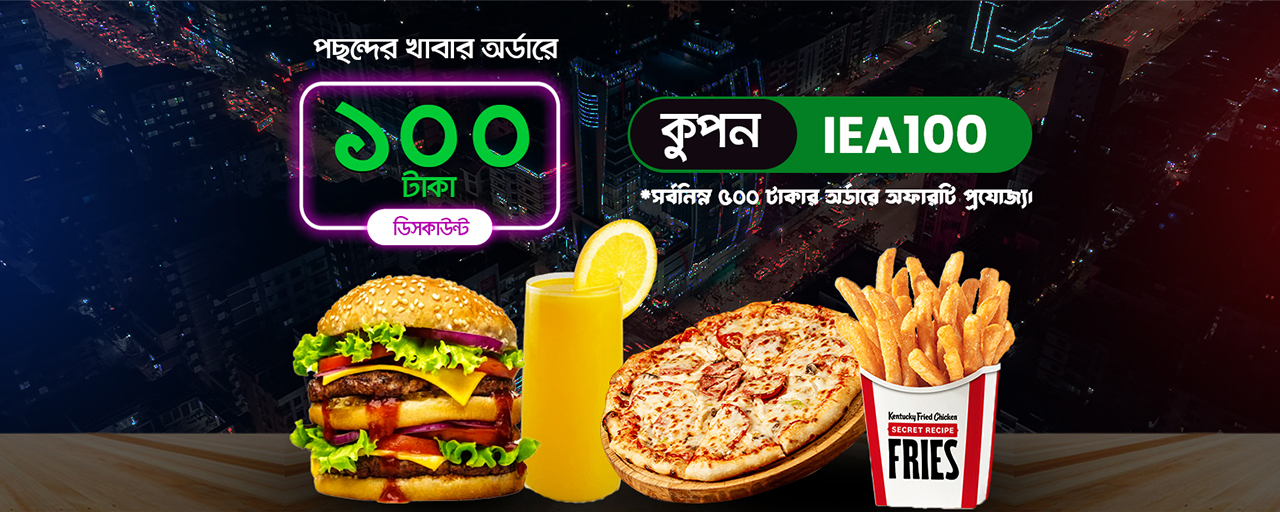 পছন্দের খাবার অর্ডারে
১০০
টাকা
ডিসকাউন্ট
কুপন IEA100
*সর্বনিম্ন ৫০০ টাকার অর্ডারে অফারটি প্রযোজ্য।
Kentucky Fried Chicken
SECRET RECIPE
FRIES